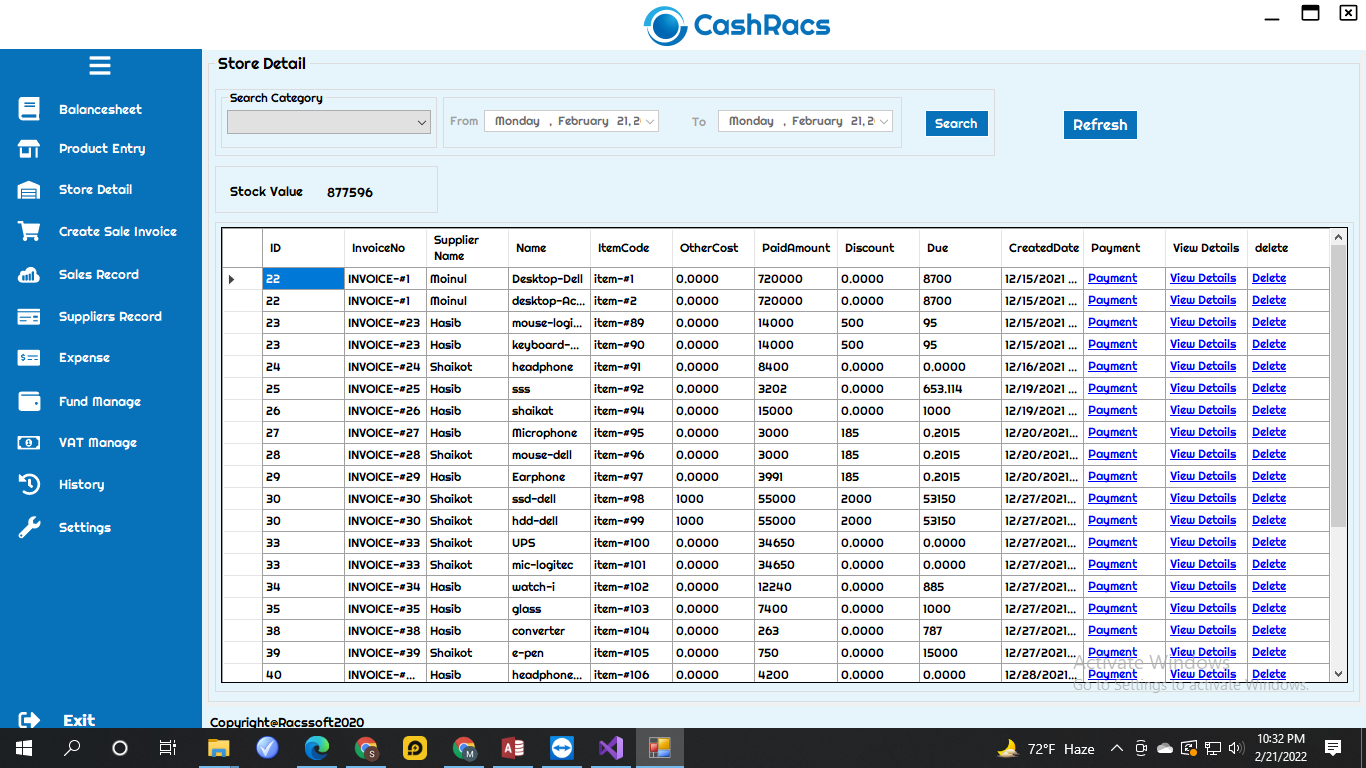 CashRacs
Balancesheet
Product Entry
Store Detail
Create Sale Invoice
Sales Record
Suppliers Record
Expense
Fund Manage
VAT Manage
History
Settings
Exit
Store Detail
Search Category
From Monday , February 21, 2
To Monday , February 21, 2
Search
Refresh
Stock Value 877596
ID InvoiceNo Supplier Name Name ItemCode OtherCost PaidAmount Discount Due CreatedDate Payment View Details delete
22 INVOICE-#1 Moinul Desktop-Dell item-#1 0.0000 720000 0.0000 8700 12/15/2021 ... Payment View Details Delete
22 INVOICE-#1 Moinul desktop-Ac... item-#2 0.0000 720000 0.0000 8700 12/15/2021 ... Payment View Details Delete
23 INVOICE-#23 Hasib mouse-logi... item-#89 0.0000 14000 500 95 12/15/2021 ... Payment View Details Delete
23 INVOICE-#23 Hasib keyboard-... item-#90 0.0000 14000 500 95 12/15/2021 ... Payment View Details Delete
24 INVOICE-#24 Shaikot headphone item-#91 0.0000 8400 0.0000 0.0000 12/16/2021 ... Payment View Details Delete
25 INVOICE-#25 Hasib sss item-#92 0.0000 3202 0.0000 653.114 12/19/2021 ... Payment View Details Delete
26 INVOICE-#26 Hasib shaikat item-#94 0.0000 15000 0.0000 1000 12/19/2021 ... Payment View Details Delete
27 INVOICE-#27 Hasib Microphone item-#95 0.0000 3000 185 0.2015 12/20/2021... Payment View Details Delete
28 INVOICE-#28 Shaikot mouse-dell item-#96 0.0000 3000 185 0.2015 12/20/2021... Payment View Details Delete
29 INVOICE-#29 Hasib Earphone item-#97 0.0000 3991 185 0.2015 12/20/2021... Payment View Details Delete
30 INVOICE-#30 Shaikot ssd-dell item-#98 1000 55000 2000 53150 12/27/2021... Payment View Details Delete
30 INVOICE-#30 Shaikot hdd-dell item-#99 1000 55000 2000 53150 12/27/2021... Payment View Details Delete
33 INVOICE-#33 Shaikot UPS item-#100 0.0000 34650 0.0000 0.0000 12/27/2021... Payment View Details Delete
33 INVOICE-#33 Shaikot mic-logitec item-#101 0.0000 34650 0.0000 0.0000 12/27/2021... Payment View Details Delete
34 INVOICE-#34 Hasib watch-i item-#102 0.0000 12240 0.0000 885 12/27/2021... Payment View Details Delete
35 INVOICE-#35 Hasib glass item-#103 0.0000 7400 0.0000 1000 12/27/2021... Payment View Details Delete
38 INVOICE-#38 Hasib converter item-#104 0.0000 263 0.0000 787 12/27/2021... Payment View Details Delete
39 INVOICE-#39 Shaikot e-pen item-#105 0.0000 750 0.0000 15000 12/27/2021... Payment View Details Delete
40 INVOICE-#... Hasib headphone... item-#106 0.0000 4200 0.0000 0.0000 12/28/2021... Payment View Details Delete
Activate Windows
Go to Settings to activate Windows.
Copyright@Racssoft2020
72°F Haze
10:32 PM
2/21/2022